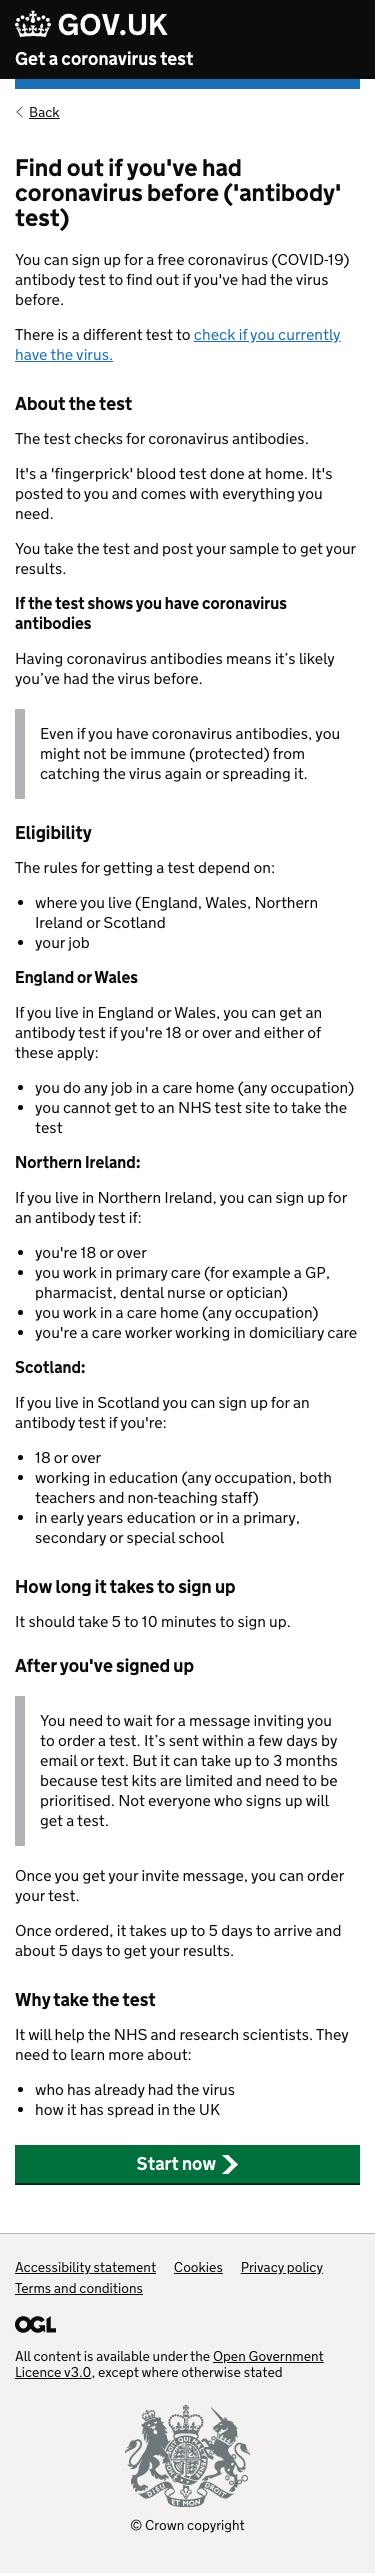 GOV.UK
Get a coronavirus test
Back
Find out if you've had
coronavirus before ('antibody'
test)
You can sign up for a free coronavirus (COVID-19)
antibody test to find out if you've had the virus
before.
There is a different test to check if you currently
have the virus.
About the test
The test checks for coronavirus antibodies.
It's a 'fingerprick' blood test done at home. It's
posted to you and comes with everything you
need.
You take the test and post your sample to get your
results.
If the test shows you have coronavirus
antibodies
Having coronavirus antibodies means it’s likely
you’ve had the virus before.
Even if you have coronavirus antibodies, you
might not be immune (protected) from
catching the virus again or spreading it.
Eligibility
The rules for getting a test depend on:
• where you live (England, Wales, Northern
Ireland or Scotland
• your job
England or Wales
If you live in England or Wales, you can get an
antibody test if you're 18 or over and either of
these apply:
• you do any job in a care home (any occupation)
• you cannot get to an NHS test site to take the
test
Northern Ireland:
If you live in Northern Ireland, you can sign up for
an antibody test if:
• you're 18 or over
• you work in primary care (for example a GP,
pharmacist, dental nurse or optician)
• you work in a care home (any occupation)
• you're a care worker working in domiciliary care
Scotland:
If you live in Scotland you can sign up for an
antibody test if you're:
• 18 or over
• working in education (any occupation, both
teachers and non-teaching staff)
• in early years education or in a primary,
secondary or special school
How long it takes to sign up
It should take 5 to 10 minutes to sign up.
After you've signed up
You need to wait for a message inviting you
to order a test. It’s sent within a few days by
email or text. But it can take up to 3 months
because test kits are limited and need to be
prioritised. Not everyone who signs up will
get a test.
Once you get your invite message, you can order
your test.
Once ordered, it takes up to 5 days to arrive and
about 5 days to get your results.
Why take the test
It will help the NHS and research scientists. They
need to learn more about:
• who has already had the virus
• how it has spread in the UK
Start now
Accessibility statement Cookies Privacy policy
Terms and conditions
OGL
All content is available under the Open Government
Licence v3.0, except where otherwise stated
DIEU ET MON DROIT
© Crown copyright